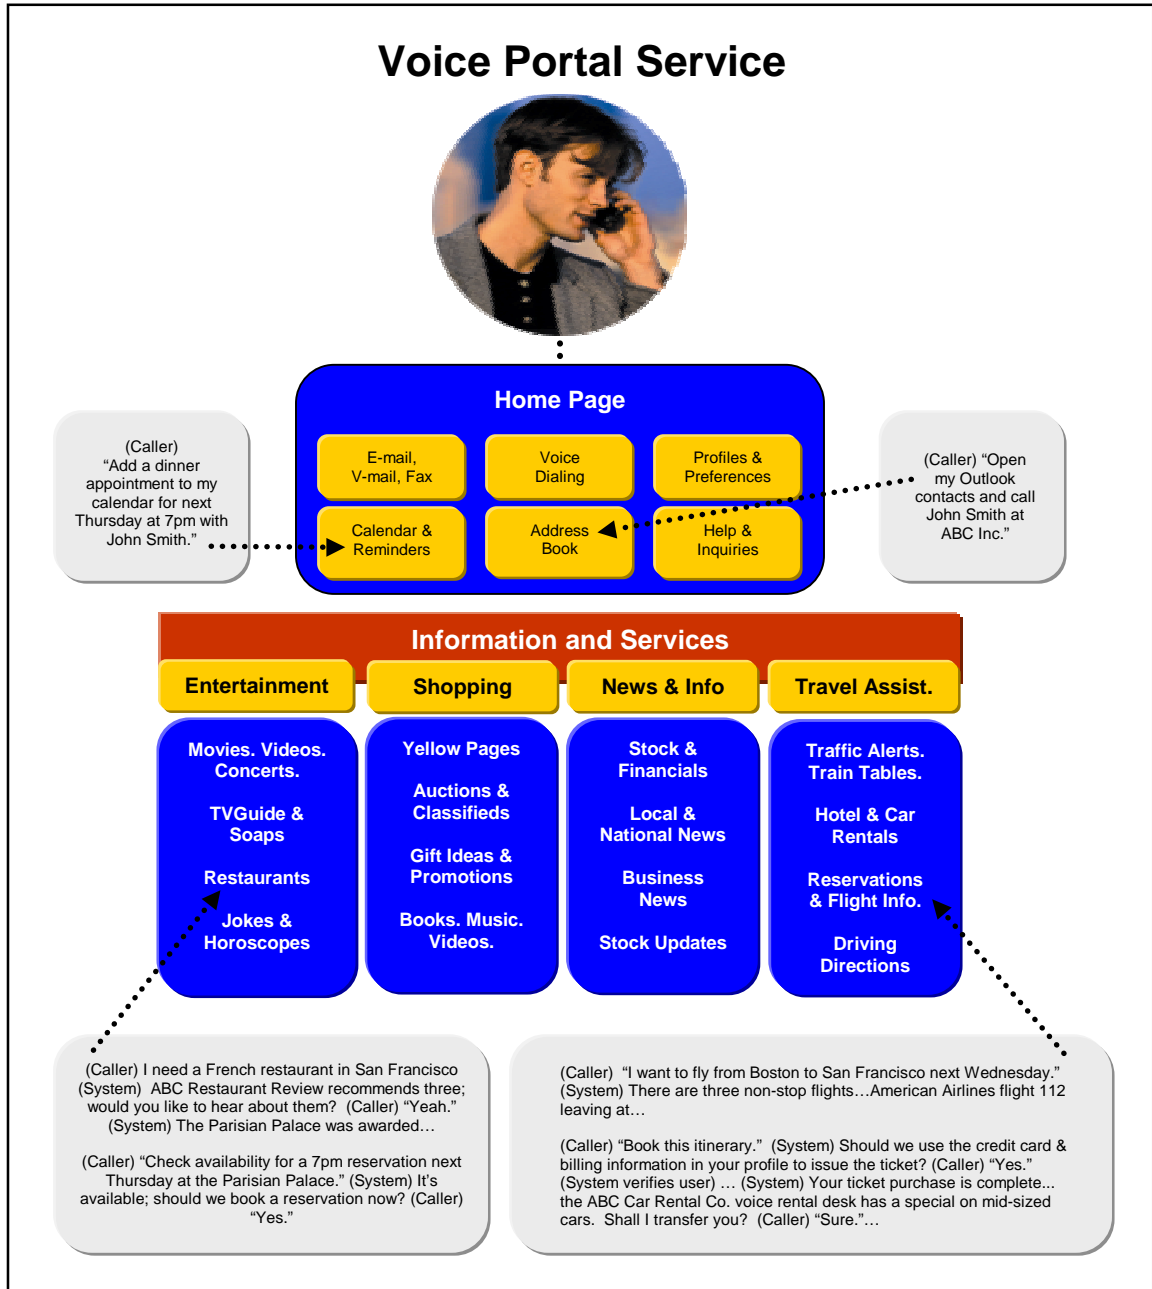 Voice Portal Service
Home Page
E-mail,
V-mail, Fax
Voice
Dialing
Profiles &
Preferences
Calendar &
Reminders
Address
Book
Help &
Inquiries
(Caller)
“Add a dinner
appointment to my
calendar for next
Thursday at 7pm with
John Smith.”
(Caller) “Open
my Outlook
contacts and call
John Smith at
ABC Inc.”
Information and Services
Entertainment
Shopping
News & Info
Travel Assist.
Movies. Videos.
Concerts.
TVGuide &
Soaps
Restaurants
Jokes &
Horoscopes
Yellow Pages
Auctions &
Classifieds
Gift Ideas &
Promotions
Books. Music.
Videos.
Stock &
Financials
Local &
National News
Business
News
Stock Updates
Traffic Alerts.
Train Tables.
Hotel & Car
Rentals
Reservations
& Flight Info.
Driving
Directions
(Caller) I need a French restaurant in San Francisco
(System)  ABC Restaurant Review recommends three;
would you like to hear about them?  (Caller) “Yeah.”
(System) The Parisian Palace was awarded…
(Caller) “Check availability for a 7pm reservation next
Thursday at the Parisian Palace.” (System) It’s
available; should we book a reservation now? (Caller)
“Yes.”
(Caller)  “I want to fly from Boston to San Francisco next Wednesday.”
(System) There are three non-stop flights…American Airlines flight 112
leaving at…
(Caller) “Book this itinerary.”  (System) Should we use the credit card &
billing information in your profile to issue the ticket? (Caller) “Yes.”
(System verifies user) … (System) Your ticket purchase is complete...
the ABC Car Rental Co. voice rental desk has a special on mid-sized
cars.  Shall I transfer you?  (Caller) “Sure.”…